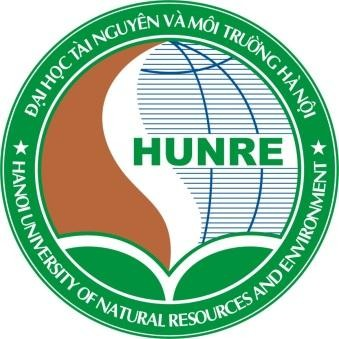 ĐẠI HỌC TÀI NGUYÊN VÀ MÔI TRƯỜNG HÀ NỘI
HUNRE
★ HANOI UNIVERSITY OF NATURAL RESOURCES AND ENVIRONMENT ★